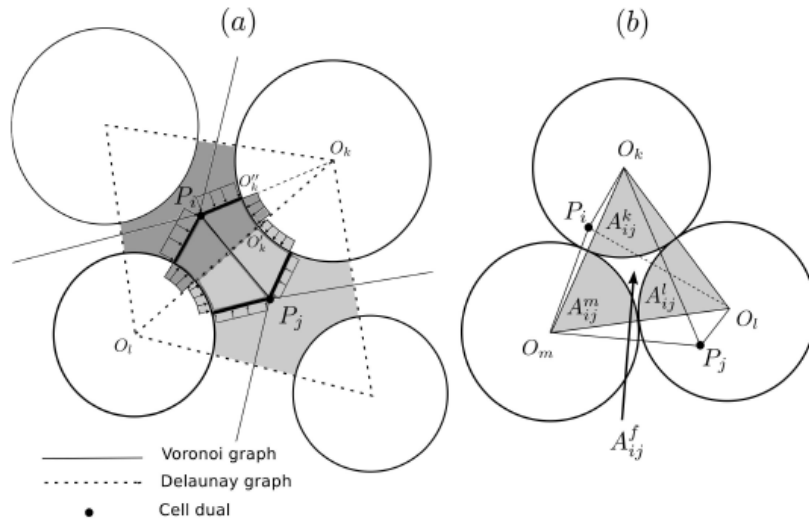 (a)
(b)
O_k
O''_k
P_i
O'_k
P_j
O_l
O_k
P_i
A^k_{ij}
A^m_{ij}
A^l_{ij}
O_l
O_m
P_j
A^f_{ij}
Voronoi graph
Delaunay graph
Cell dual